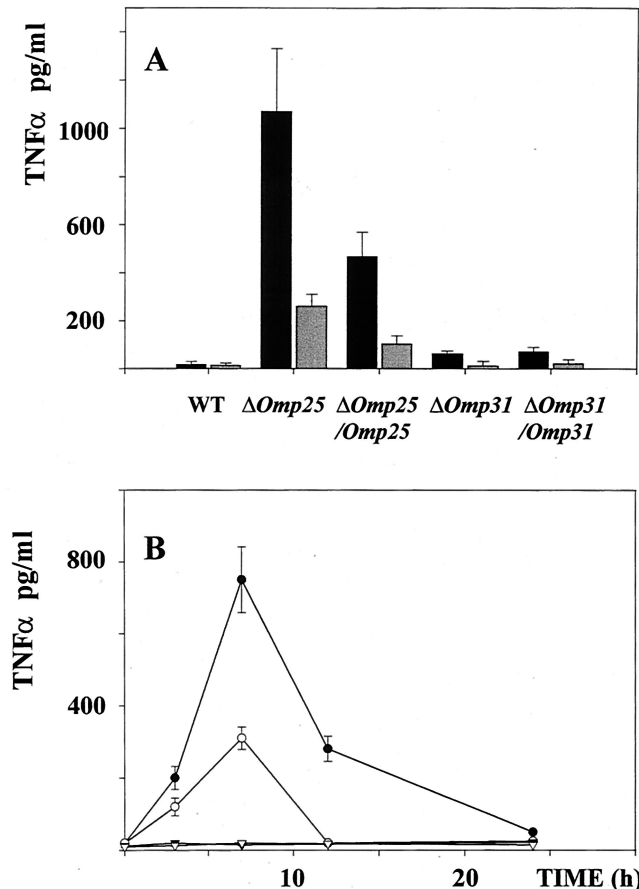 A
TNFα pg/ml
1000
600
200
WT ΔOmp25 ΔOmp25 ΔOmp31 ΔOmp31
/Omp25 /Omp31
B
TNFα pg/ml
800
400
10 20 TIME (h)